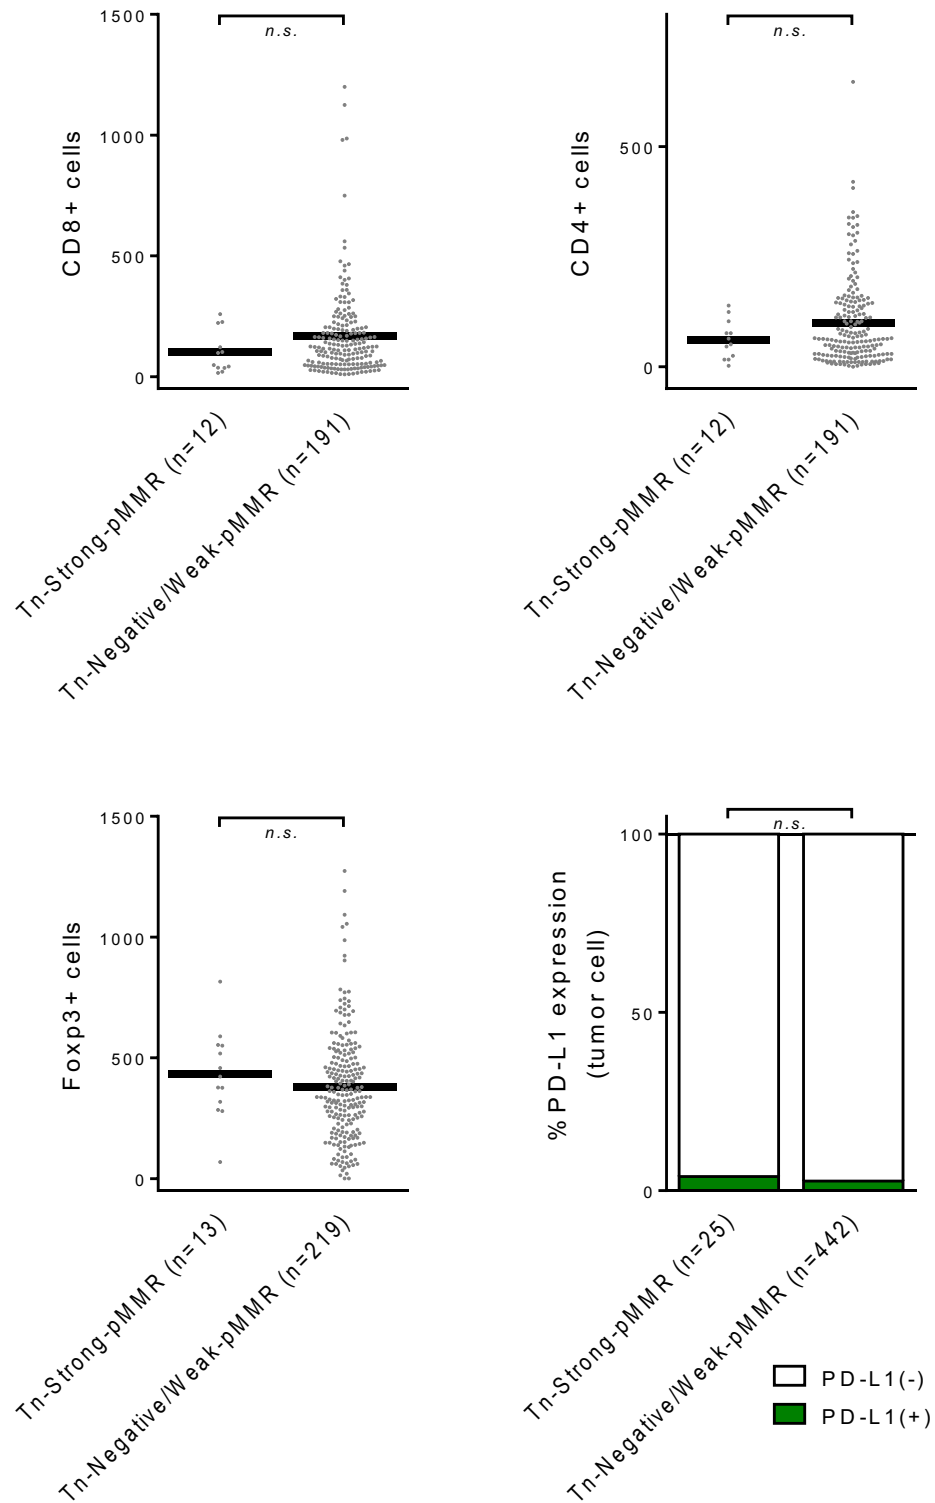 1500
1000
500
0
CD8+ cells
n.s.
Tn-Strong-pMMR (n=12)
Tn-Negative/Weak-pMMR (n=191)
500
0
CD4+ cells
n.s.
Tn-Strong-pMMR (n=12)
Tn-Negative/Weak-pMMR (n=191)
1500
1000
500
0
Foxp3+ cells
n.s.
Tn-Strong-pMMR (n=13)
Tn-Negative/Weak-pMMR (n=219)
100
50
0
%PD-L1 expression
(tumor cell)
n.s.
Tn-Strong-pMMR (n=25)
Tn-Negative/Weak-pMMR (n=442)
PD-L1(-)
PD-L1(+)